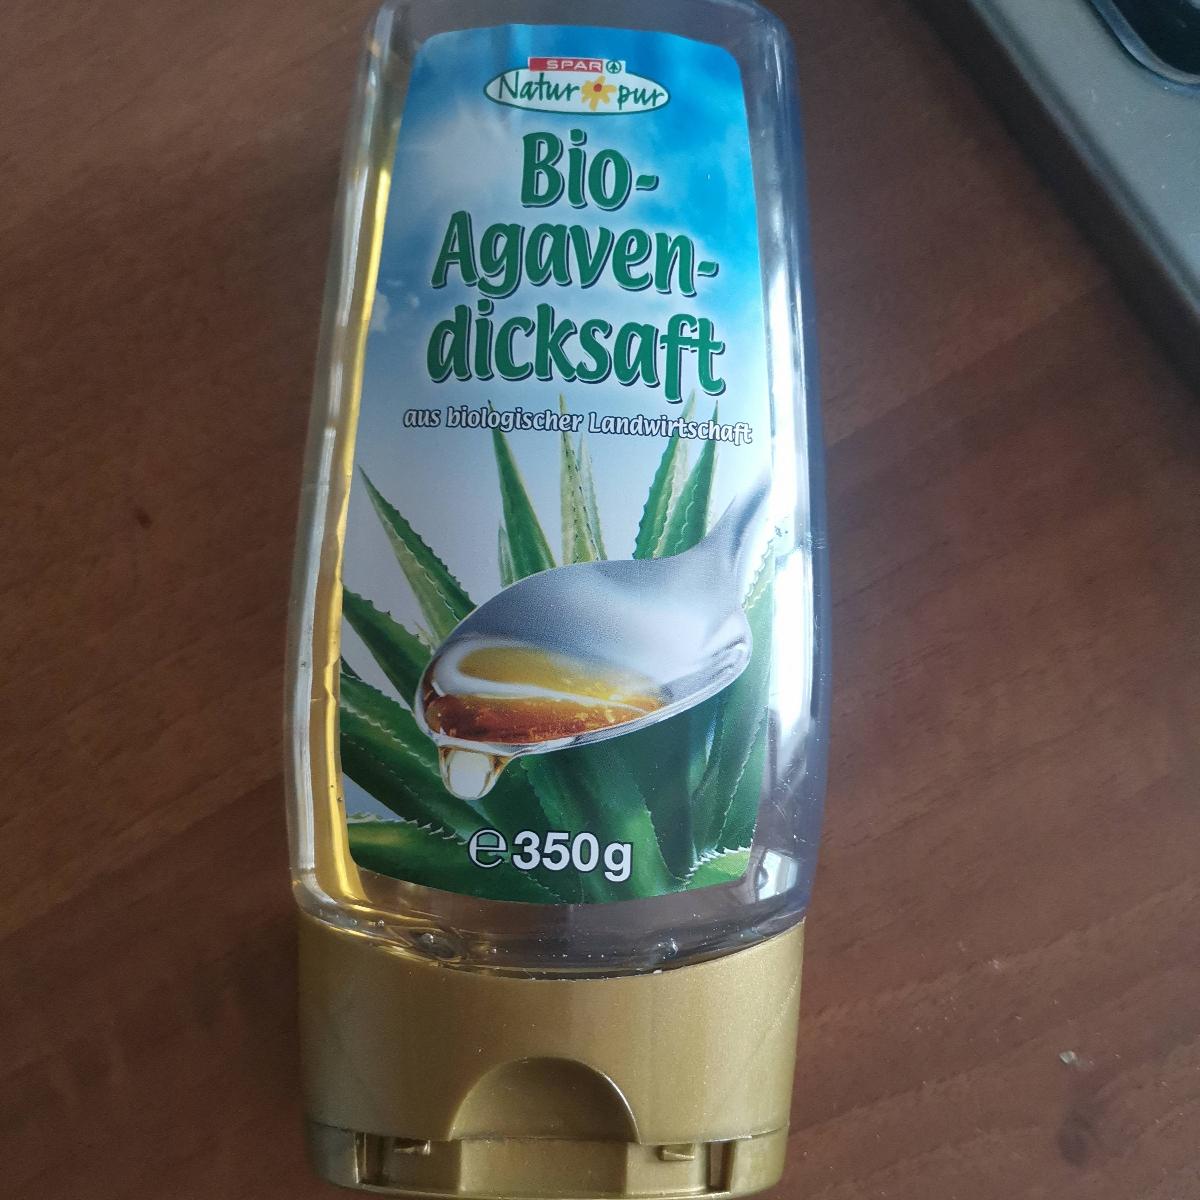 SPAR
Natur pur
Bio-
Agaven-
dicksaft
aus biologischer Landwirtschaft
℮350g